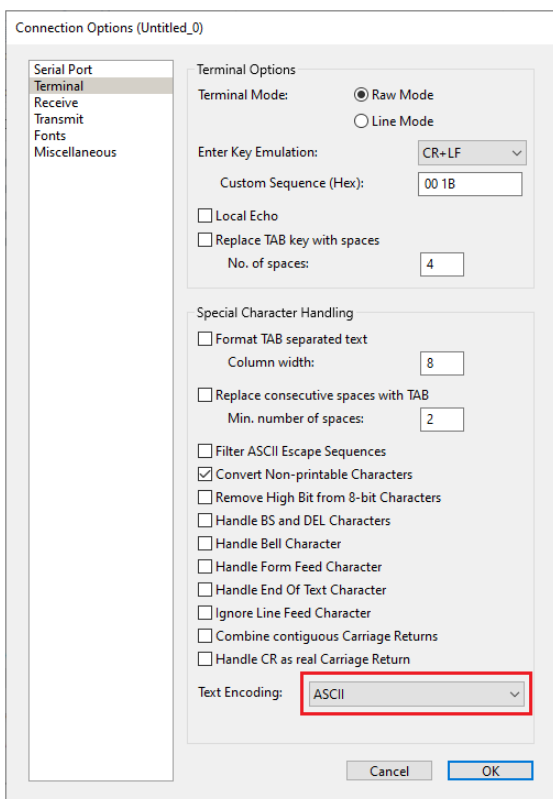 Connection Options (Untitled_0)
Serial Port
Terminal
Receive
Transmit
Fonts
Miscellaneous
Terminal Options
Terminal Mode:
Raw Mode
Line Mode
Enter Key Emulation:
CR+LF
Custom Sequence (Hex):
00 1B
Local Echo
Replace TAB key with spaces
No. of spaces:
4
Special Character Handling
Format TAB separated text
Column width:
8
Replace consecutive spaces with TAB
Min. number of spaces:
2
Filter ASCII Escape Sequences
Convert Non-printable Characters
Remove High Bit from 8-bit Characters
Handle BS and DEL Characters
Handle Bell Character
Handle Form Feed Character
Handle End Of Text Character
Ignore Line Feed Character
Combine contiguous Carriage Returns
Handle CR as real Carriage Return
Text Encoding:
ASCII
Cancel
OK